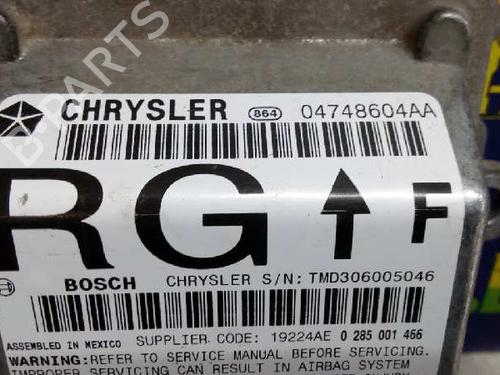 CHRYSLER 864 04748604AA
RG F
BOSCH CHRYSLER S/N: TMD306005046
ASSEMBLED IN MEXICO SUPPLIER CODE: 19224AE 0 285 001 466
WARNING: REFER TO SERVICE MANUAL BEFORE SERVICING.
IMPROPER SERVICING CAN RESULT IN AIRBAG SYSTEM
B-PARTS